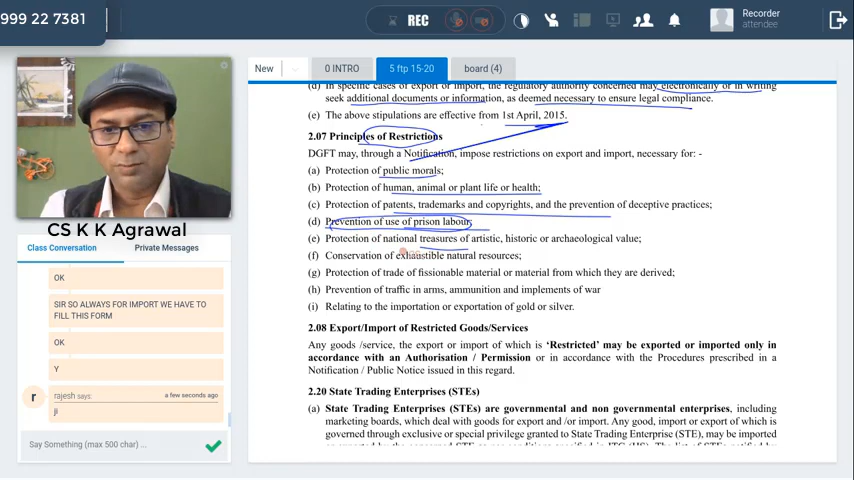 999 22 7381
REC
Recorder
attendee
CS K K Agrawal
Class Conversation
Private Messages
OK
SIR SO ALWAYS FOR IMPORT WE HAVE TO
FILL THIS FORM
OK
Y
r
rajesh says:
a few seconds ago
ji
Say Something (max 500 char) ...
New
0 INTRO
5 ftp 15-20
board (4)
(d) In specific cases of export or import, the regulatory authority concerned may electronically or in writing
seek additional documents or information, as deemed necessary to ensure legal compliance.
(e) The above stipulations are effective from 1st April, 2015.
2.07 Principles of Restrictions
DGFT may, through a Notification, impose restrictions on export and import, necessary for: -
(a) Protection of public morals;
(b) Protection of human, animal or plant life or health;
(c) Protection of patents, trademarks and copyrights, and the prevention of deceptive practices;
(d) Prevention of use of prison labour;
(e) Protection of national treasures of artistic, historic or archaeological value;
(f) Conservation of exhaustible natural resources;
(g) Protection of trade of fissionable material or material from which they are derived;
(h) Prevention of traffic in arms, ammunition and implements of war
(i) Relating to the importation or exportation of gold or silver.
2.08 Export/Import of Restricted Goods/Services
Any goods /service, the export or import of which is ‘Restricted’ may be exported or imported only in
accordance with an Authorisation / Permission or in accordance with the Procedures prescribed in a
Notification / Public Notice issued in this regard.
2.20 State Trading Enterprises (STEs)
(a) State Trading Enterprises (STEs) are governmental and non governmental enterprises, including
marketing boards, which deal with goods for export and /or import. Any good, import or export of which is
governed through exclusive or special privilege granted to State Trading Enterprise (STE), may be imported